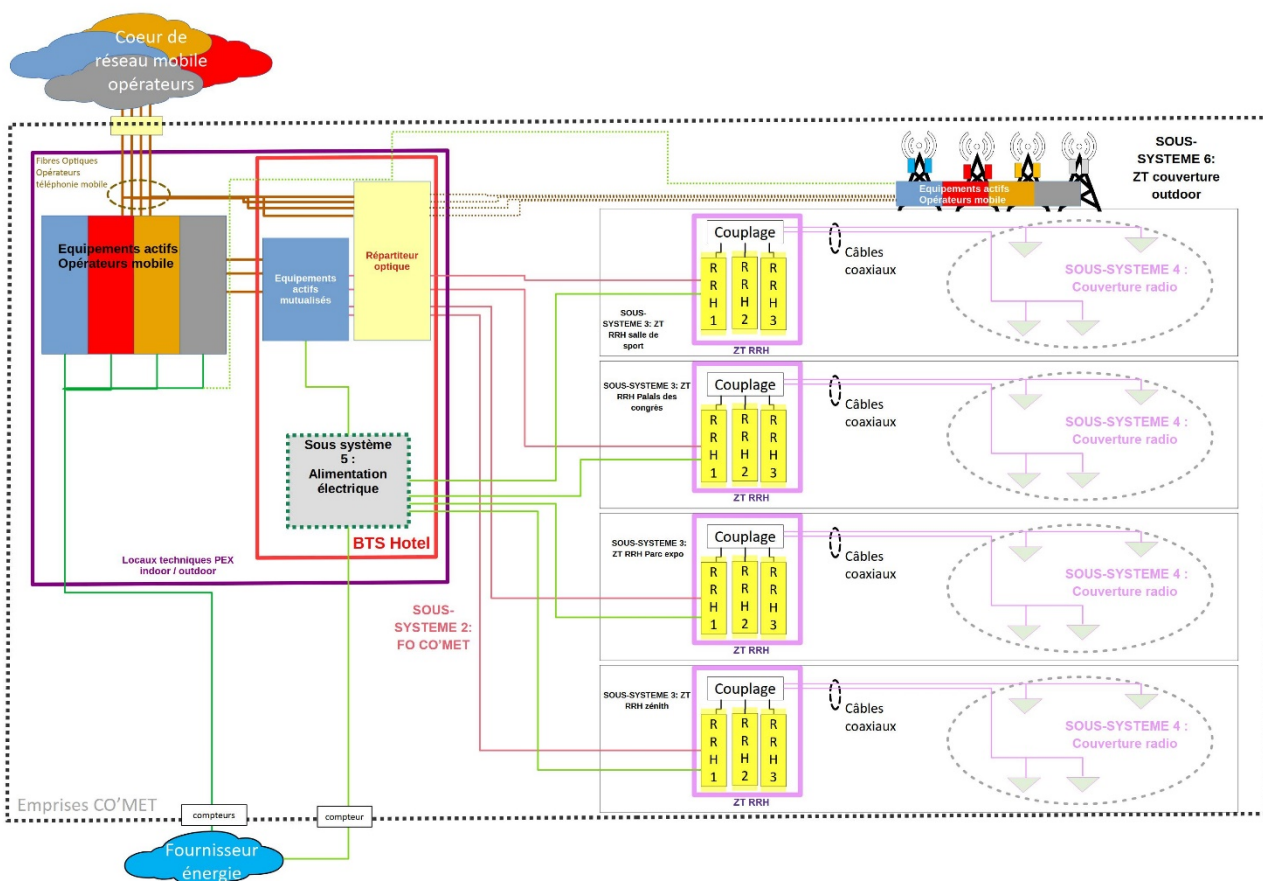 Coeur de
réseau mobile
opérateurs
Fibres Optiques
Opérateurs
téléphonie mobile
Equipements actifs
Opérateurs mobile
Equipements
actifs
mutualisés
Répartiteur
optique
Sous système
5 :
Alimentation
électrique
BTS Hotel
Locaux techniques PEX
indoor / outdoor
SOUS-
SYSTEME 2:
FO CO'MET
Equipements actifs
Opérateurs mobile
SOUS-
SYSTEME 6:
ZT couverture
outdoor
SOUS-
SYSTEME 3: ZT
RRH salle de
sport
Couplage
RRH1
RRH2
RRH3
ZT RRH
Câbles
coaxiaux
SOUS-SYSTEME 4 :
Couverture radio
SOUS-SYSTEME 3: ZT
RRH Palais des
congrès
Couplage
RRH1
RRH2
RRH3
ZT RRH
Câbles
coaxiaux
SOUS-SYSTEME 4 :
Couverture radio
SOUS-SYSTEME 3:
ZT RRH Parc expo
Couplage
RRH1
RRH2
RRH3
ZT RRH
Câbles
coaxiaux
SOUS-SYSTEME 4 :
Couverture radio
SOUS-SYSTEME 3: ZT
RRH zénith
Couplage
RRH1
RRH2
RRH3
ZT RRH
Câbles
coaxiaux
SOUS-SYSTEME 4 :
Couverture radio
Emprises CO'MET
compteurs
compteur
Fournisseur
énergie